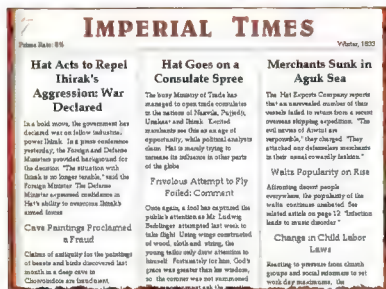 IMPERIAL TIMES
Prime Rate: 8%
Winter, 1833
Hat Acts to Repel
Ihirak's
Aggression: War
Declared
In a bold move, the government has
declared war on fellow industrial
power Ihirak. In a press conference
yesterday, the Foreign and Defense
Ministers provided background for
the decision. "The situation with
Ihirak is no longer tenable," said the
Foreign Minister. The Defense
Minister expressed confidence in
Hat's ability to overcome Ihirak's
armed forces.
Cave Paintings Proclaimed
a Fraud
Claims of antiquity for the paintings
of beasts and birds discovered last
month in a deep cave in
are fraudulent,
Hat Goes on a
Consulate Spree
The busy Ministry of Trade has
managed to open trade consulates
in the nations of
and Ihirak. Excited
merchants see this as an age of
opportunity, while political analysts
claim Hat is merely trying to
increase its influence in other parts
of the globe.
Frivolous Attempt to Fly
Foiled: Comment
Once again, a fool has captured the
public's attention as Mr. Ludwig
Berblinger attempted last week to
take flight. Using wings constructed
of wood, cloth and string, the
young tailor only drew attention to
himself. Fortunately for him, God's
grace was greater than his wisdom,
so the coroner was not summoned.
Merchants Sunk in
Aguk Sea
The Hat Exports Company reports
that an unrevealed number of their
vessels failed to return from a recent
overseas shipping expedition. "The
evil navies of are
responsible," they charged. "They
attacked our defenseless merchants
in their usual cowardly fashion."
Waltz Popularity on Rise
Affronting decent people
everywhere, the popularity of the
waltz continues unabated. See
related article on page 12: "Infection
leads to music disorder."
Change in Child Labor
Laws
Reacting to pressure from church
groups and social reformers to set
work day maximums, the